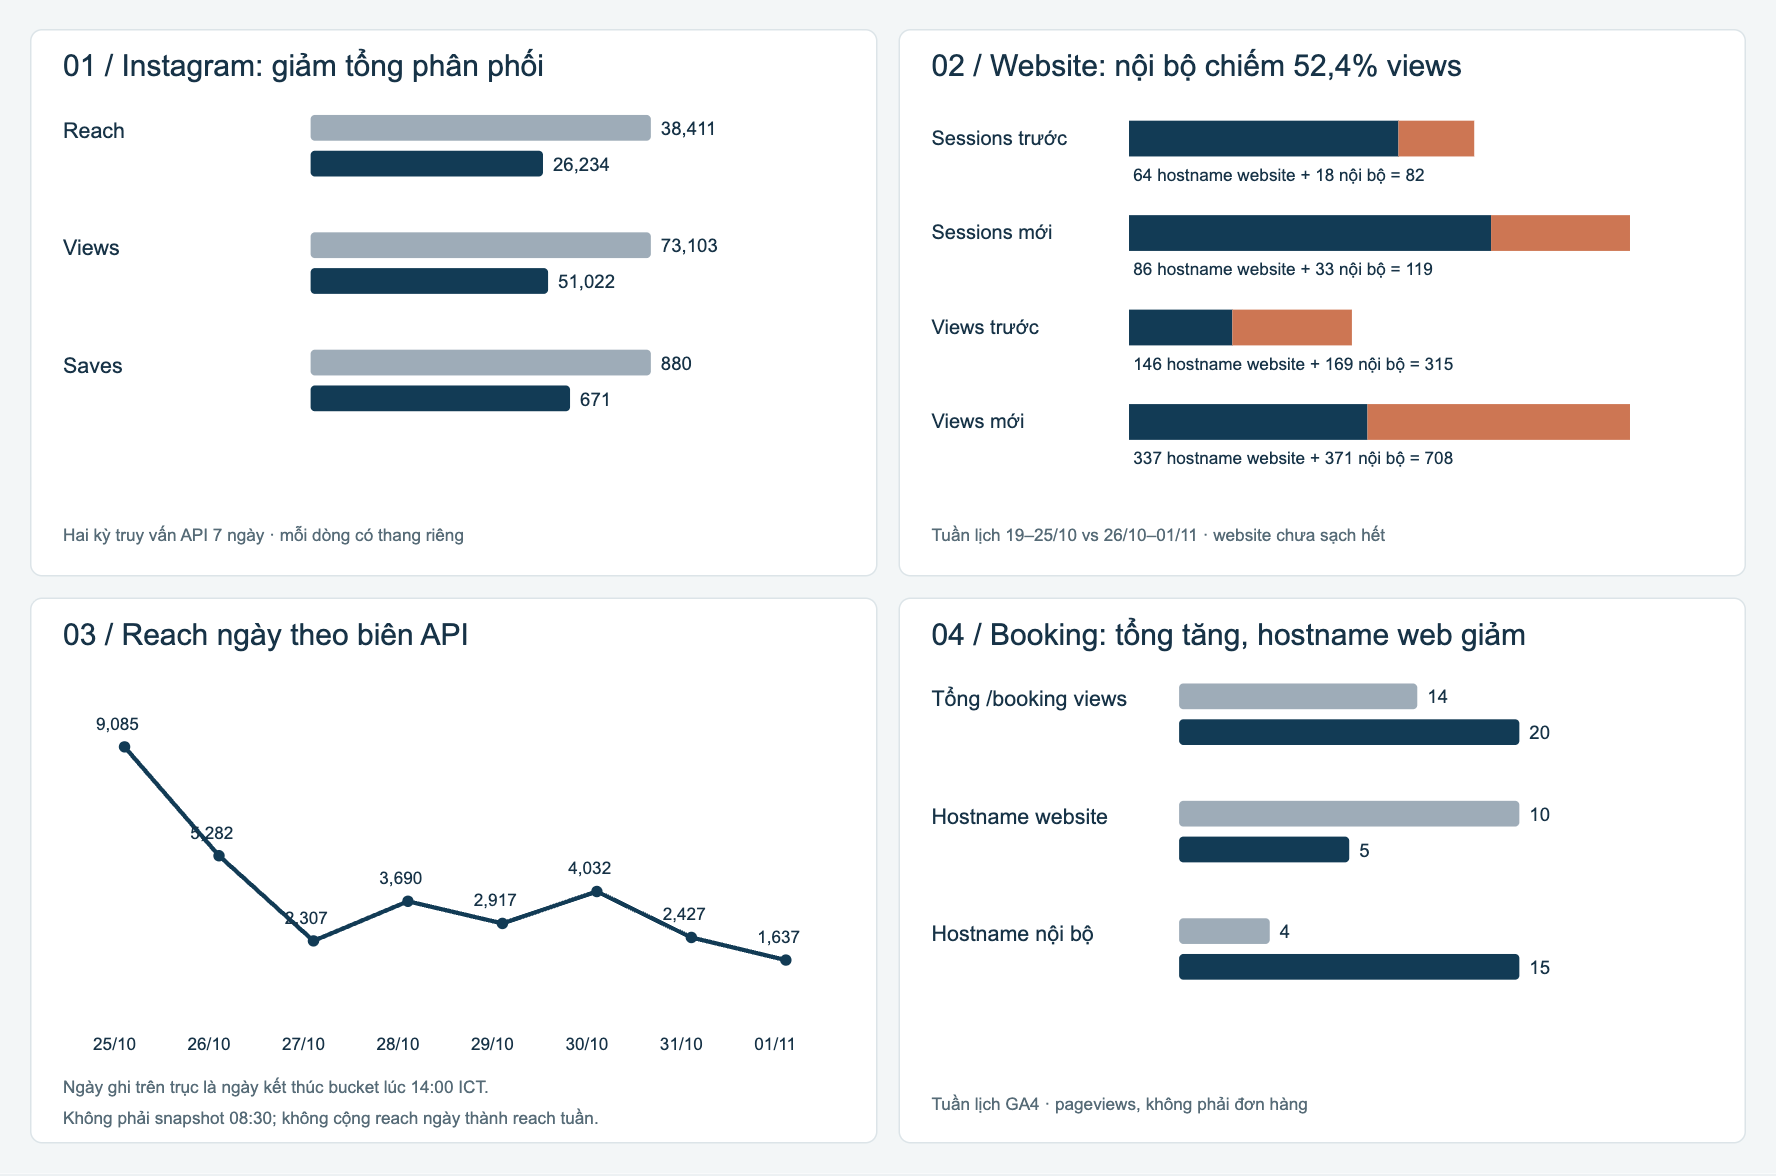 01 / Instagram: giảm tổng phân phối
Reach
38,411
26,234
Views
73,103
51,022
Saves
880
671
Hai kỳ truy vấn API 7 ngày · mỗi dòng có thang riêng
02 / Website: nội bộ chiếm 52,4% views
Sessions trước
64 hostname website + 18 nội bộ = 82
Sessions mới
86 hostname website + 33 nội bộ = 119
Views trước
146 hostname website + 169 nội bộ = 315
Views mới
337 hostname website + 371 nội bộ = 708
Tuần lịch 19–25/10 vs 26/10–01/11 · website chưa sạch hết
03 / Reach ngày theo biên API
9,085
5,282
2,307
3,690
2,917
4,032
2,427
1,637
25/10 26/10 27/10 28/10 29/10 30/10 31/10 01/11
Ngày ghi trên trục là ngày kết thúc bucket lúc 14:00 ICT.
Không phải snapshot 08:30; không cộng reach ngày thành reach tuần.
04 / Booking: tổng tăng, hostname web giảm
Tổng /booking views
14
20
Hostname website
10
5
Hostname nội bộ
4
15
Tuần lịch GA4 · pageviews, không phải đơn hàng